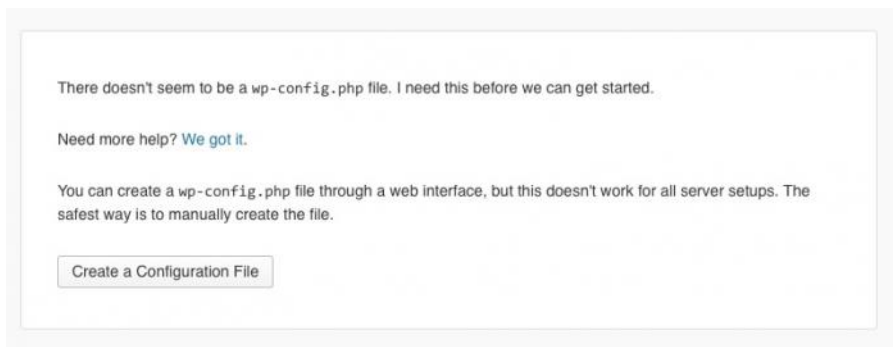 There doesn't seem to be a wp-config.php file. I need this before we can get started.
Need more help? We got it.
You can create a wp-config.php file through a web interface, but this doesn't work for all server setups. The
safest way is to manually create the file.
Create a Configuration File